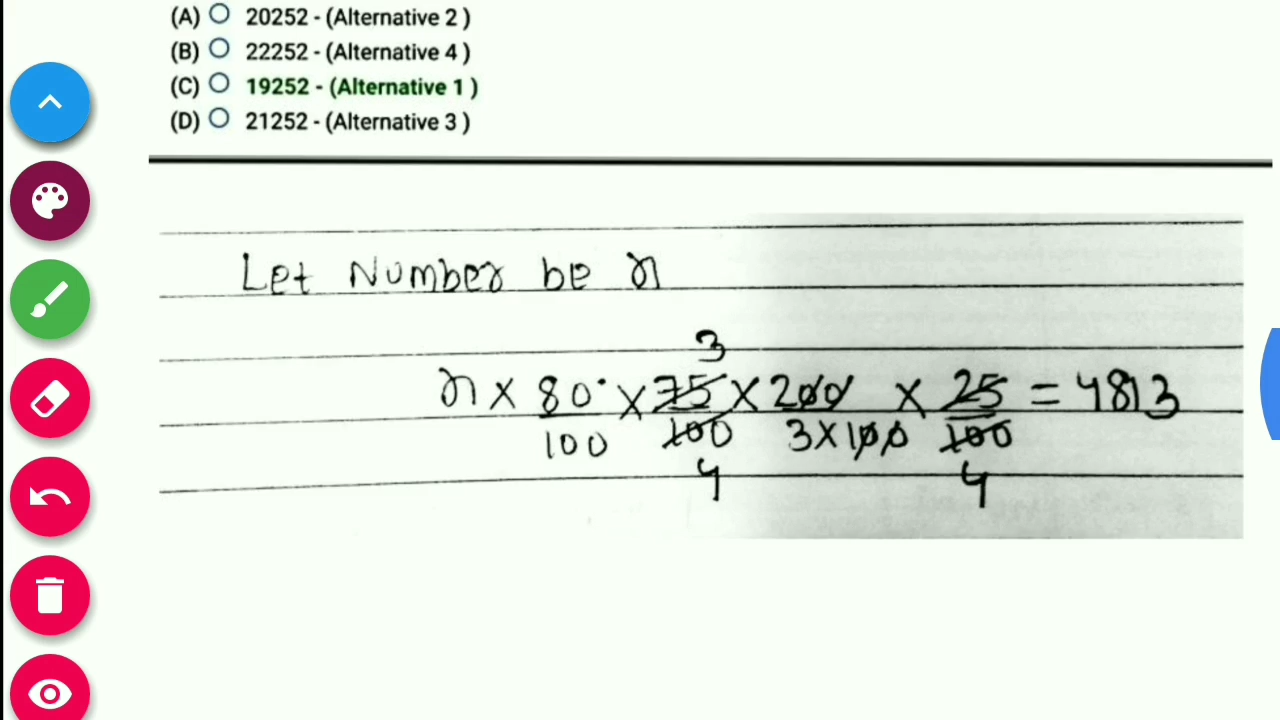 (A) 20252 - (Alternative 2 )
(B) 22252 - (Alternative 4 )
(C) 19252 - (Alternative 1 )
(D) 21252 - (Alternative 3 )
Let Number be x
3
x × 80 × 75 × 200 × 25 = 4813
100 100 3×100 100
4 4